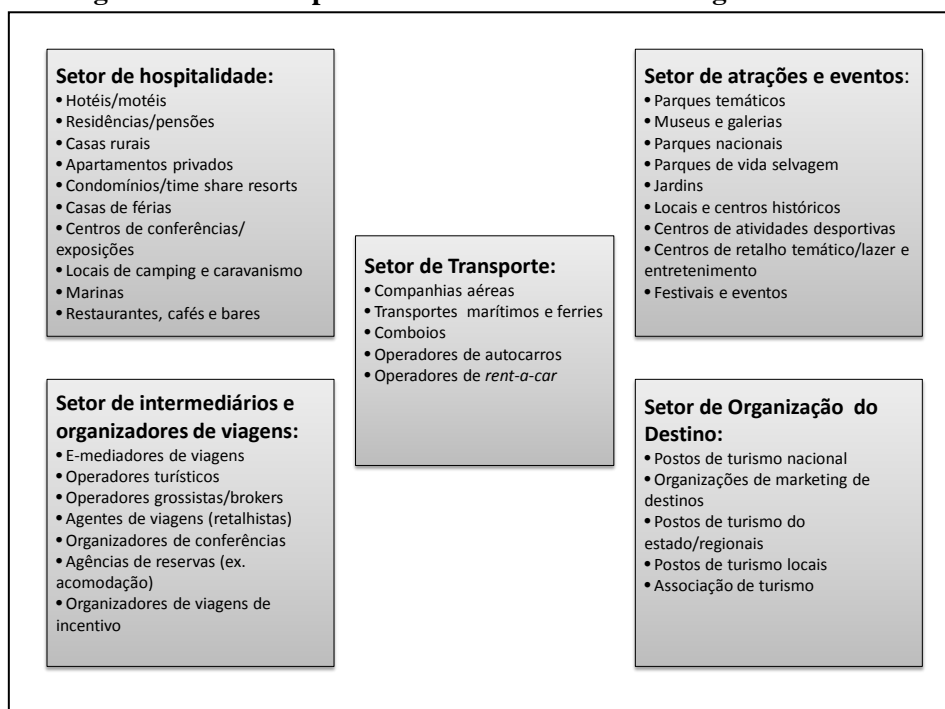 Setor de hospitalidade:
• Hotéis/motéis
• Residências/pensões
• Casas rurais
• Apartamentos privados
• Condomínios/time share resorts
• Casas de férias
• Centros de conferências/
exposições
• Locais de camping e caravanismo
• Marinas
• Restaurantes, cafés e bares
Setor de atrações e eventos:
• Parques temáticos
• Museus e galerias
• Parques nacionais
• Parques de vida selvagem
• Jardins
• Locais e centros históricos
• Centros de atividades desportivas
• Centros de retalho temático/lazer e
entretenimento
• Festivais e eventos
Setor de Transporte:
• Companhias aéreas
• Transportes marítimos e ferries
• Comboios
• Operadores de autocarros
• Operadores de rent-a-car
Setor de intermediários e
organizadores de viagens:
• E-mediadores de viagens
• Operadores turísticos
• Operadores grossistas/brokers
• Agentes de viagens (retalhistas)
• Organizadores de conferências
• Agências de reservas (ex.
acomodação)
• Organizadores de viagens de
incentivo
Setor de Organização do
Destino:
• Postos de turismo nacional
• Organizações de marketing de
destinos
• Postos de turismo do
estado/regionais
• Postos de turismo locais
• Associação de turismo